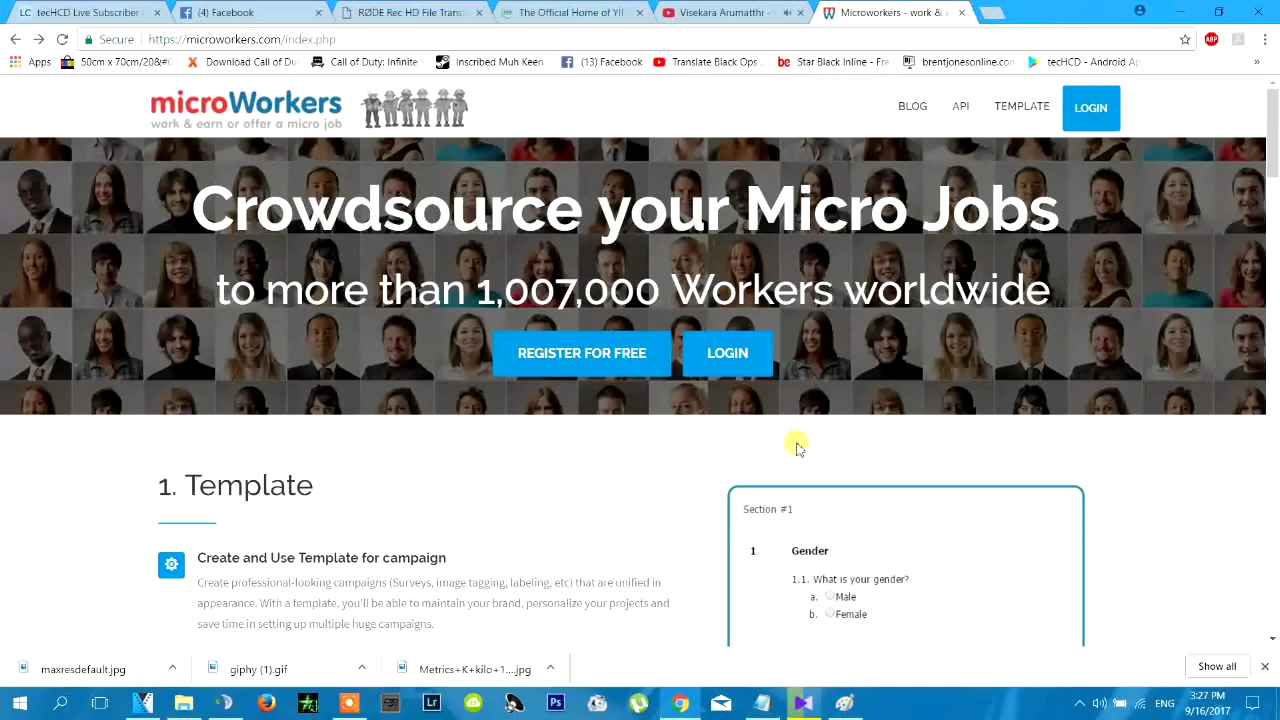 LC tecHCD Live Subscriber
(4) Facebook
RØDE Rec HD File Trans
The Official Home of YII
Visekara Arumatthi
Microworkers - work &
Secure
https://microworkers.com/index.php
ABP
Apps
50cm x 70cm/20&#
Download Call of Du
Call of Duty: Infinite
Inscribed Muh Keen
(13) Facebook
Translate Black Ops
be Star Black Inline - Fre
brentjonesonline.com
tecHCD - Android Ap
»
microWorkers
work & earn or offer a micro job
BLOG
API
TEMPLATE
LOGIN
Crowdsource your Micro Jobs
to more than 1,007,000 Workers worldwide
REGISTER FOR FREE
LOGIN
1. Template
Create and Use Template for campaign
Create professional-looking campaigns (Surveys, image tagging, labeling, etc) that are unified in
appearance. With a template, you'll be able to maintain your brand, personalize your projects and
save time in setting up multiple huge campaigns.
Section #1
1 Gender
1.1. What is your gender?
a. Male
b. Female
maxresdefault.jpg
giphy (1).gif
Metrics+K+kilo+1....jpg
Show all
Lr
Ps
ENG
3:27 PM
9/16/2017